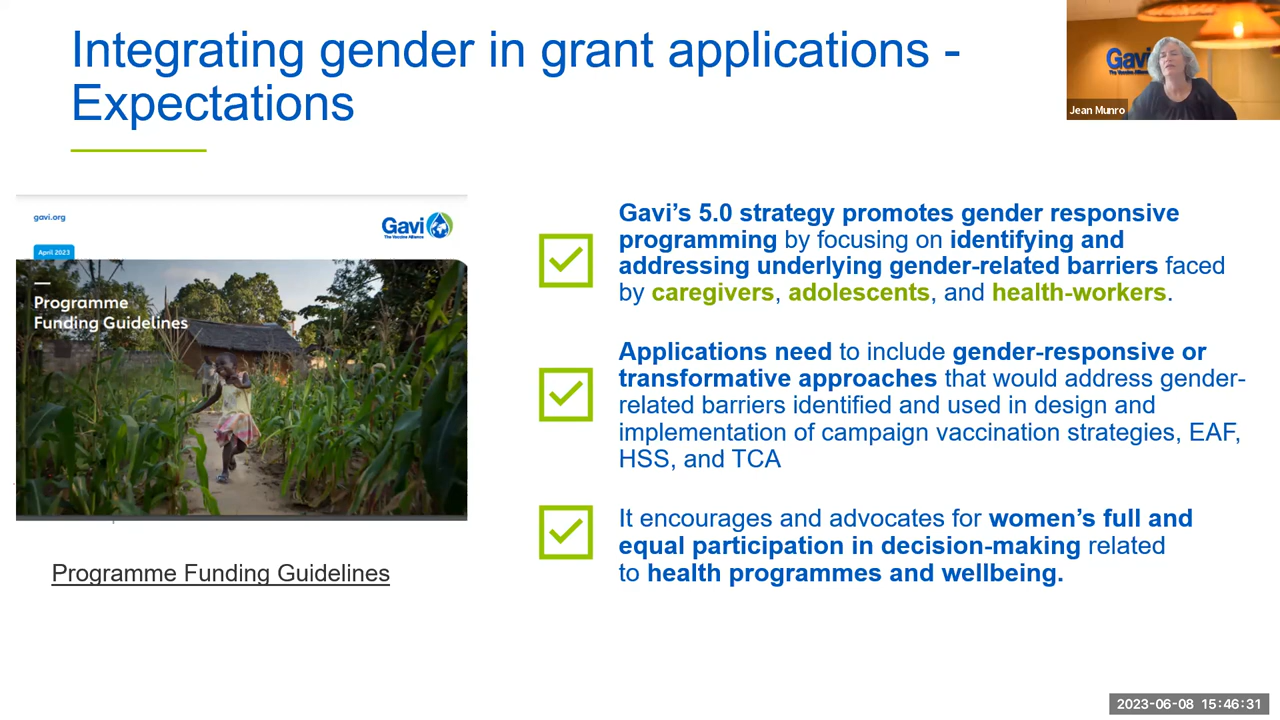 Integrating gender in grant applications -
Expectations
Gavi
Jean Munro
gavi.org
Gavi
The Vaccine Alliance
April 2023
Programme
Funding Guidelines
Programme Funding Guidelines
Gavi’s 5.0 strategy promotes gender responsive
programming by focusing on identifying and
addressing underlying gender-related barriers faced
by caregivers, adolescents, and health-workers.
Applications need to include gender-responsive or
transformative approaches that would address gender-
related barriers identified and used in design and
implementation of campaign vaccination strategies, EAF,
HSS, and TCA
It encourages and advocates for women’s full and
equal participation in decision-making related
to health programmes and wellbeing.
2023-06-08 15:46:31